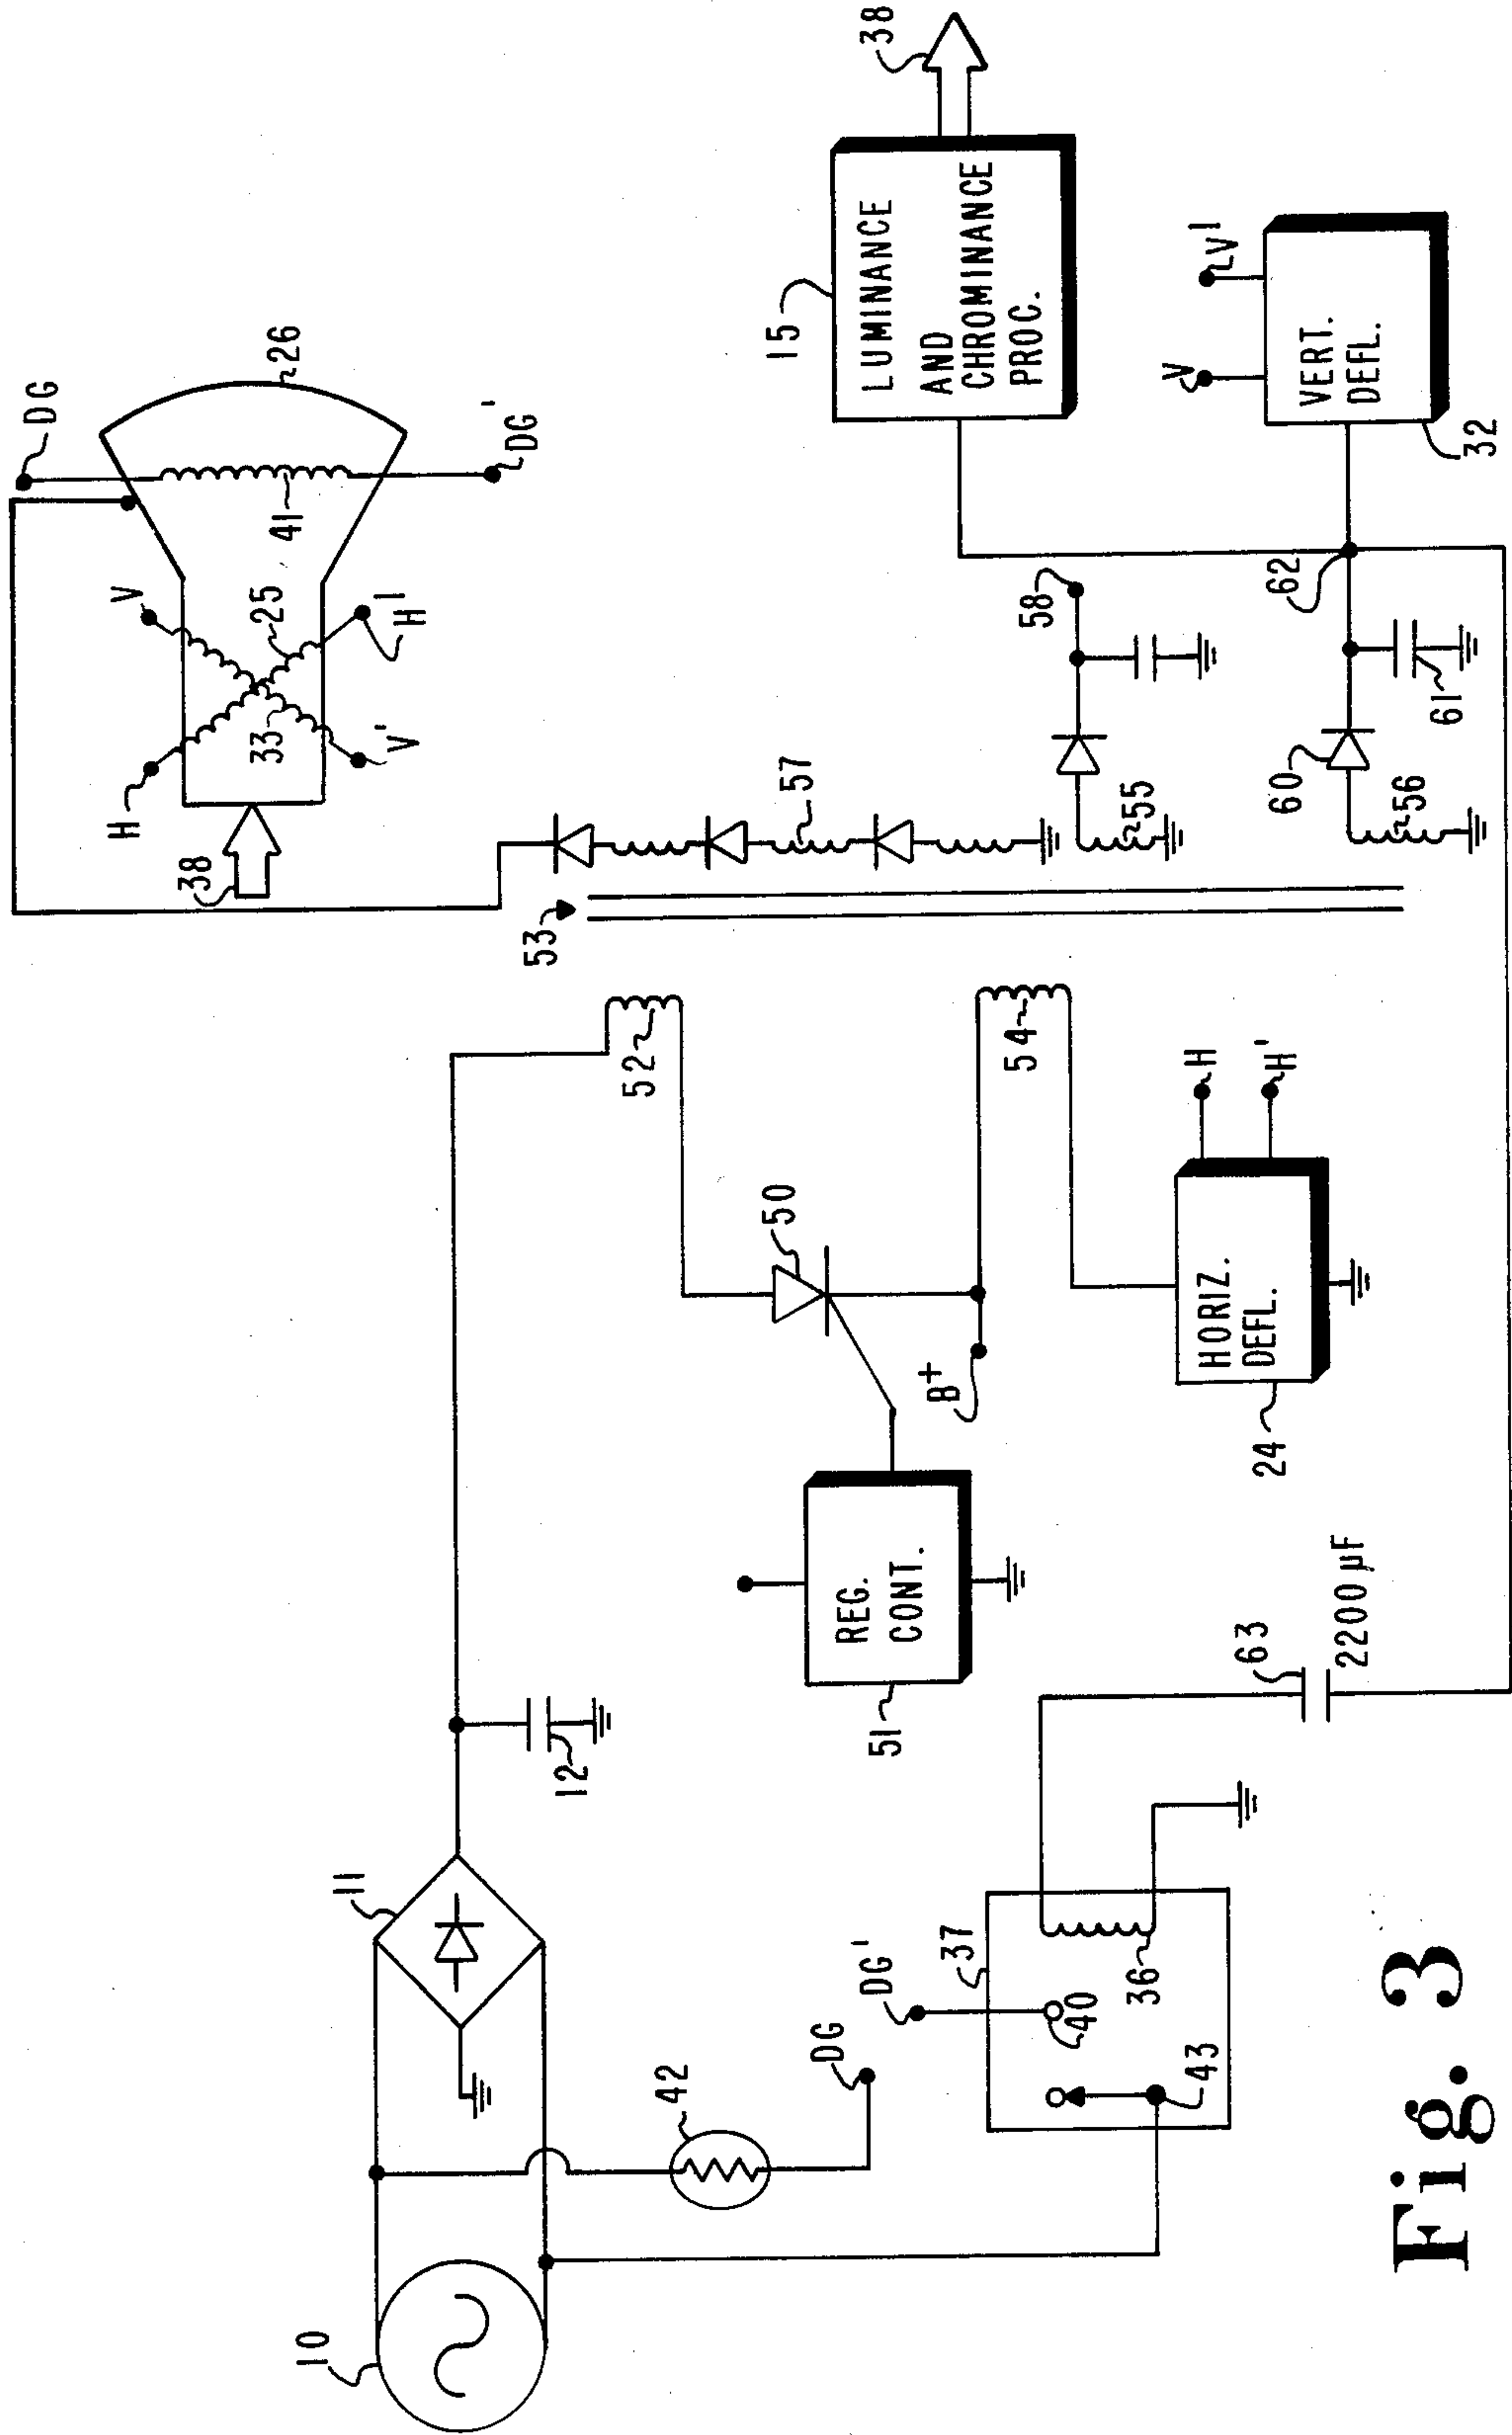 DG
26
41
DG'
V
25
H'
H
33
V'
38
38
15
LUMINANCE
AND
CHROMINANCE
PROC.
V
V'
VERT.
DEFL.
32
62
58
57
55
60
61
56
53
52
54
50
B+
H
H'
HORIZ.
DEFL.
24
REG.
CONT.
51
63
2200 µF
12
11
10
42
DG
DG'
37
40
36
43
Fig. 3